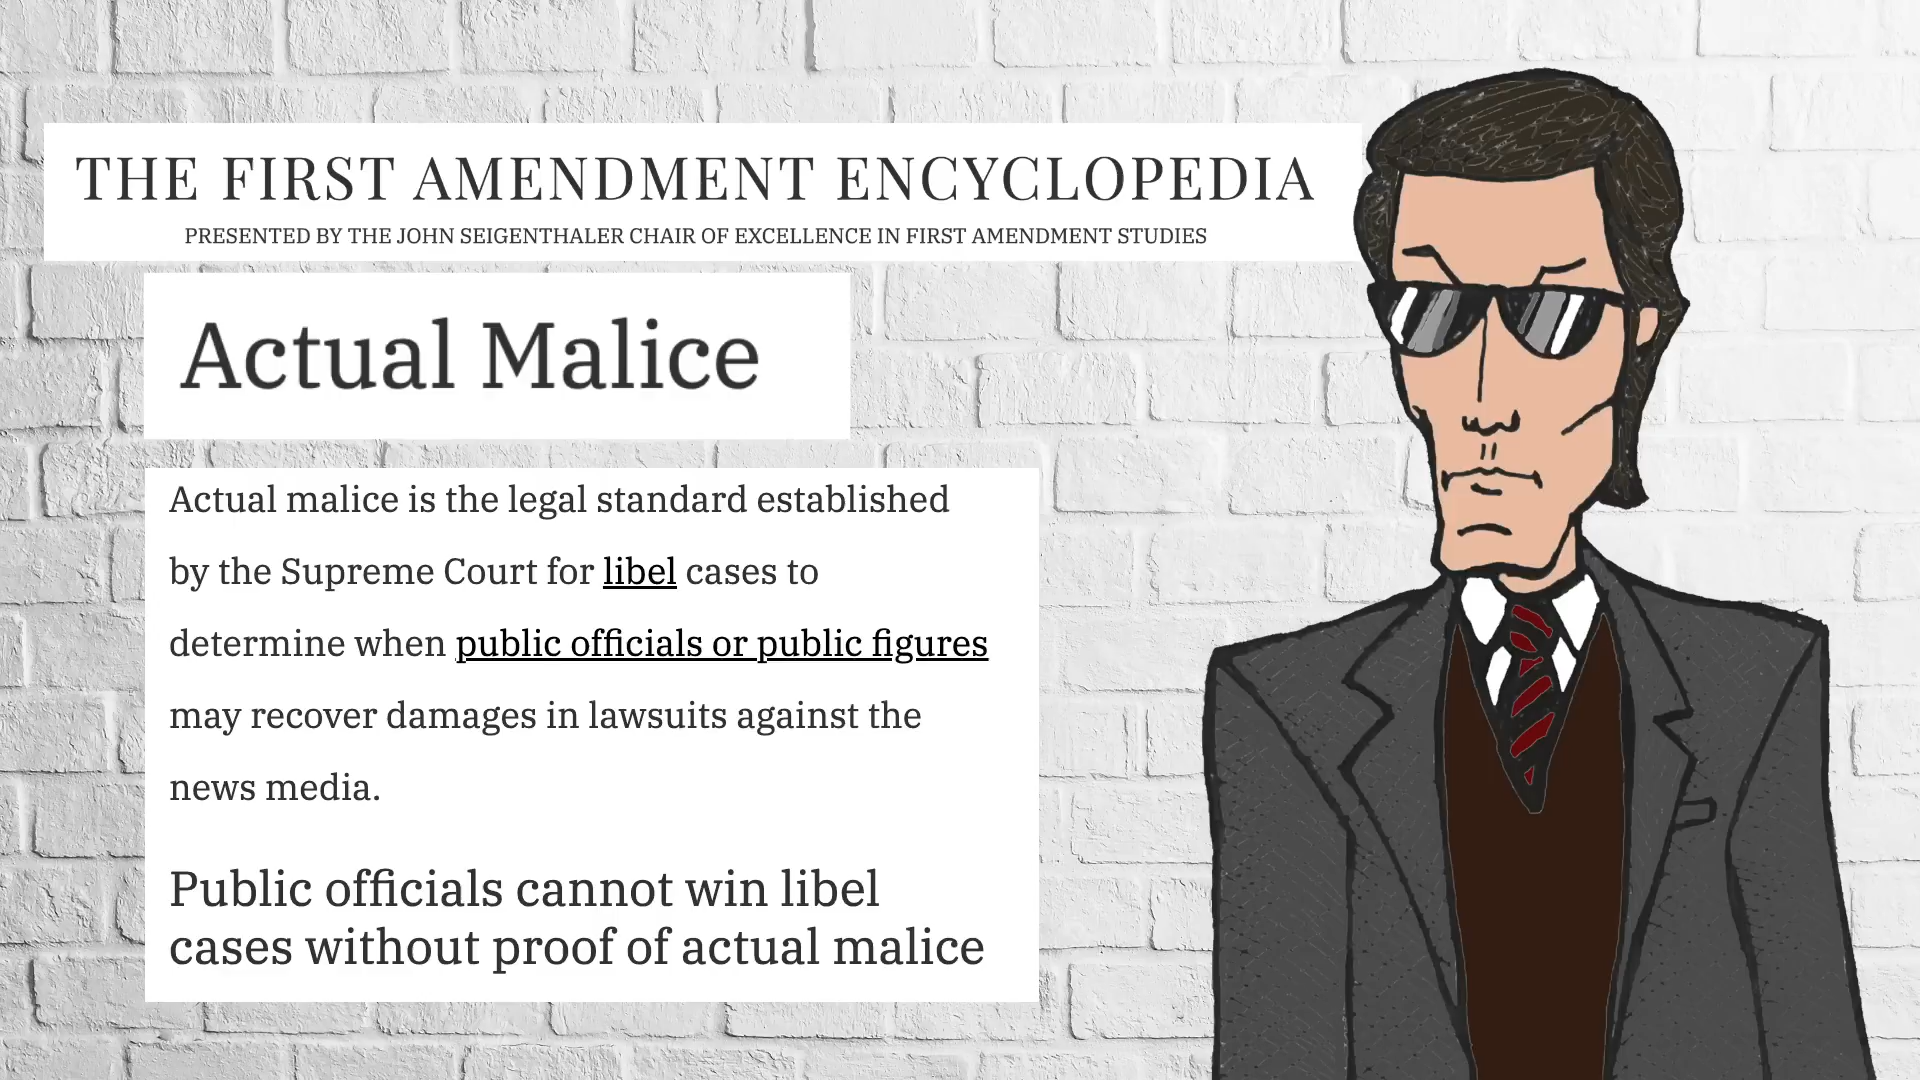 THE FIRST AMENDMENT ENCYCLOPEDIA
PRESENTED BY THE JOHN SEIGENTHALER CHAIR OF EXCELLENCE IN FIRST AMENDMENT STUDIES
Actual Malice
Actual malice is the legal standard established
by the Supreme Court for libel cases to
determine when public officials or public figures
may recover damages in lawsuits against the
news media.
Public officials cannot win libel
cases without proof of actual malice